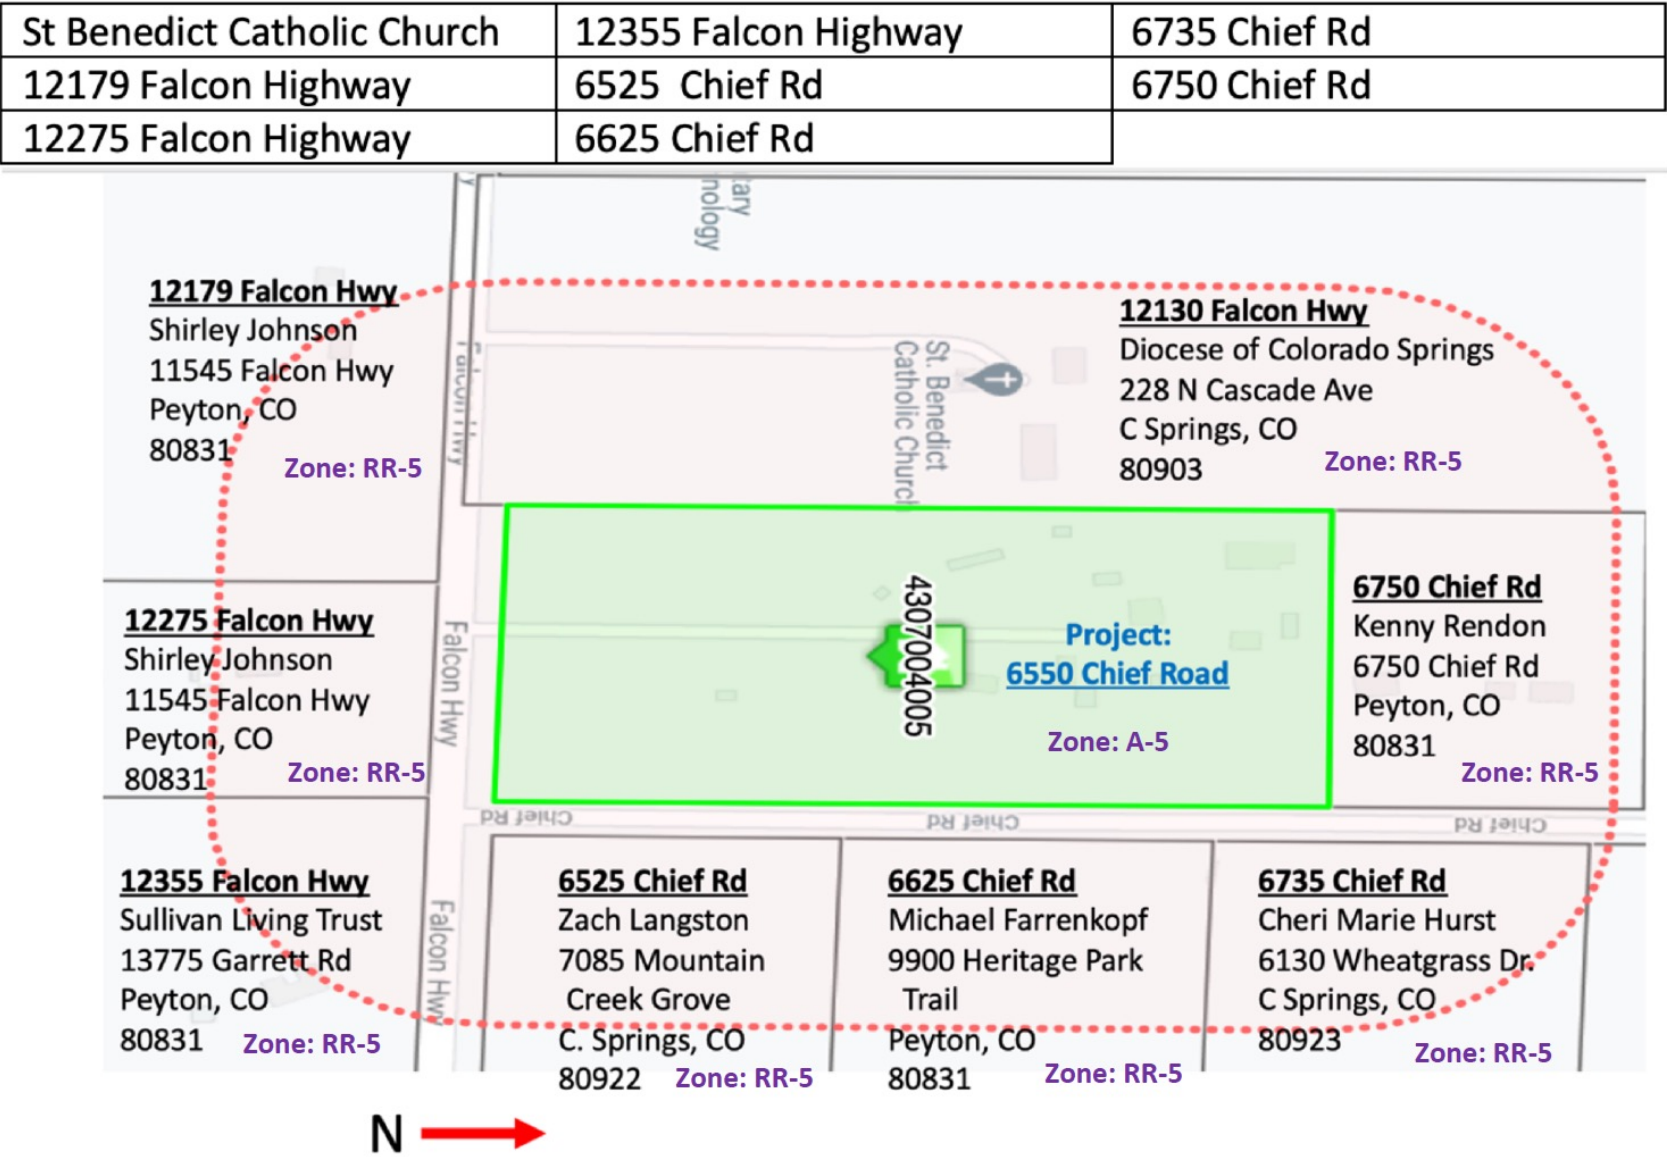 St Benedict Catholic Church
12355 Falcon Highway
6735 Chief Rd
12179 Falcon Highway
6525 Chief Rd
6750 Chief Rd
12275 Falcon Highway
6625 Chief Rd
12179 Falcon Hwy
Shirley Johnson
11545 Falcon Hwy
Peyton, CO
80831
Zone: RR-5
Falcon Hwy
St. Benedict
Catholic Church
12130 Falcon Hwy
Diocese of Colorado Springs
228 N Cascade Ave
C Springs, CO
80903
Zone: RR-5
12275 Falcon Hwy
Shirley Johnson
11545 Falcon Hwy
Peyton, CO
80831
Zone: RR-5
Falcon Hwy
4307004005
Project:
6550 Chief Road
Zone: A-5
6750 Chief Rd
Kenny Rendon
6750 Chief Rd
Peyton, CO
80831
Zone: RR-5
Chief Rd
Chief Rd
Chief Rd
12355 Falcon Hwy
Sullivan Living Trust
13775 Garrett Rd
Peyton, CO
80831
Zone: RR-5
Falcon Hwy
6525 Chief Rd
Zach Langston
7085 Mountain
Creek Grove
C. Springs, CO
80922
Zone: RR-5
6625 Chief Rd
Michael Farrenkopf
9900 Heritage Park
Trail
Peyton, CO
80831
Zone: RR-5
6735 Chief Rd
Cheri Marie Hurst
6130 Wheatgrass Dr.
C Springs, CO
80923
Zone: RR-5
N